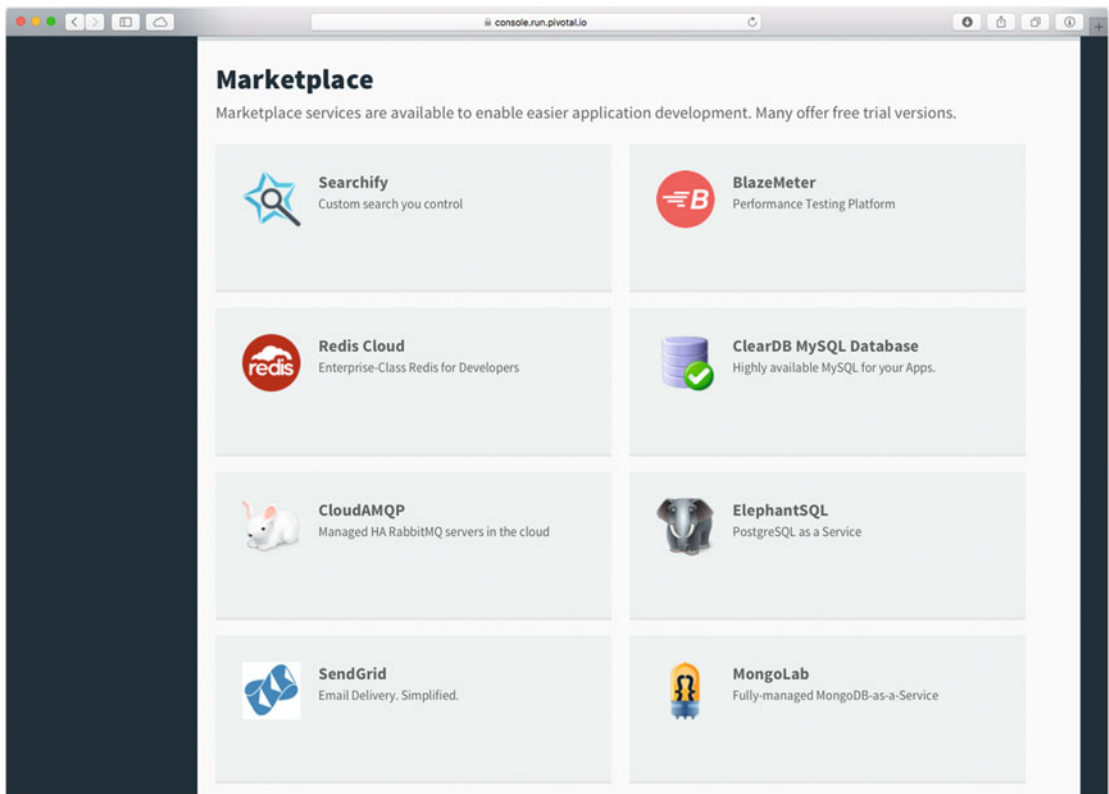 console.run.pivotal.io
Marketplace
Marketplace services are available to enable easier application development. Many offer free trial versions.
Searchify
Custom search you control
BlazeMeter
Performance Testing Platform
B
redis
Redis Cloud
Enterprise-Class Redis for Developers
ClearDB MySQL Database
Highly available MySQL for your Apps.
CloudAMQP
Managed HA RabbitMQ servers in the cloud
ElephantSQL
PostgreSQL as a Service
SendGrid
Email Delivery. Simplified.
MongoLab
Fully-managed MongoDB-as-a-Service